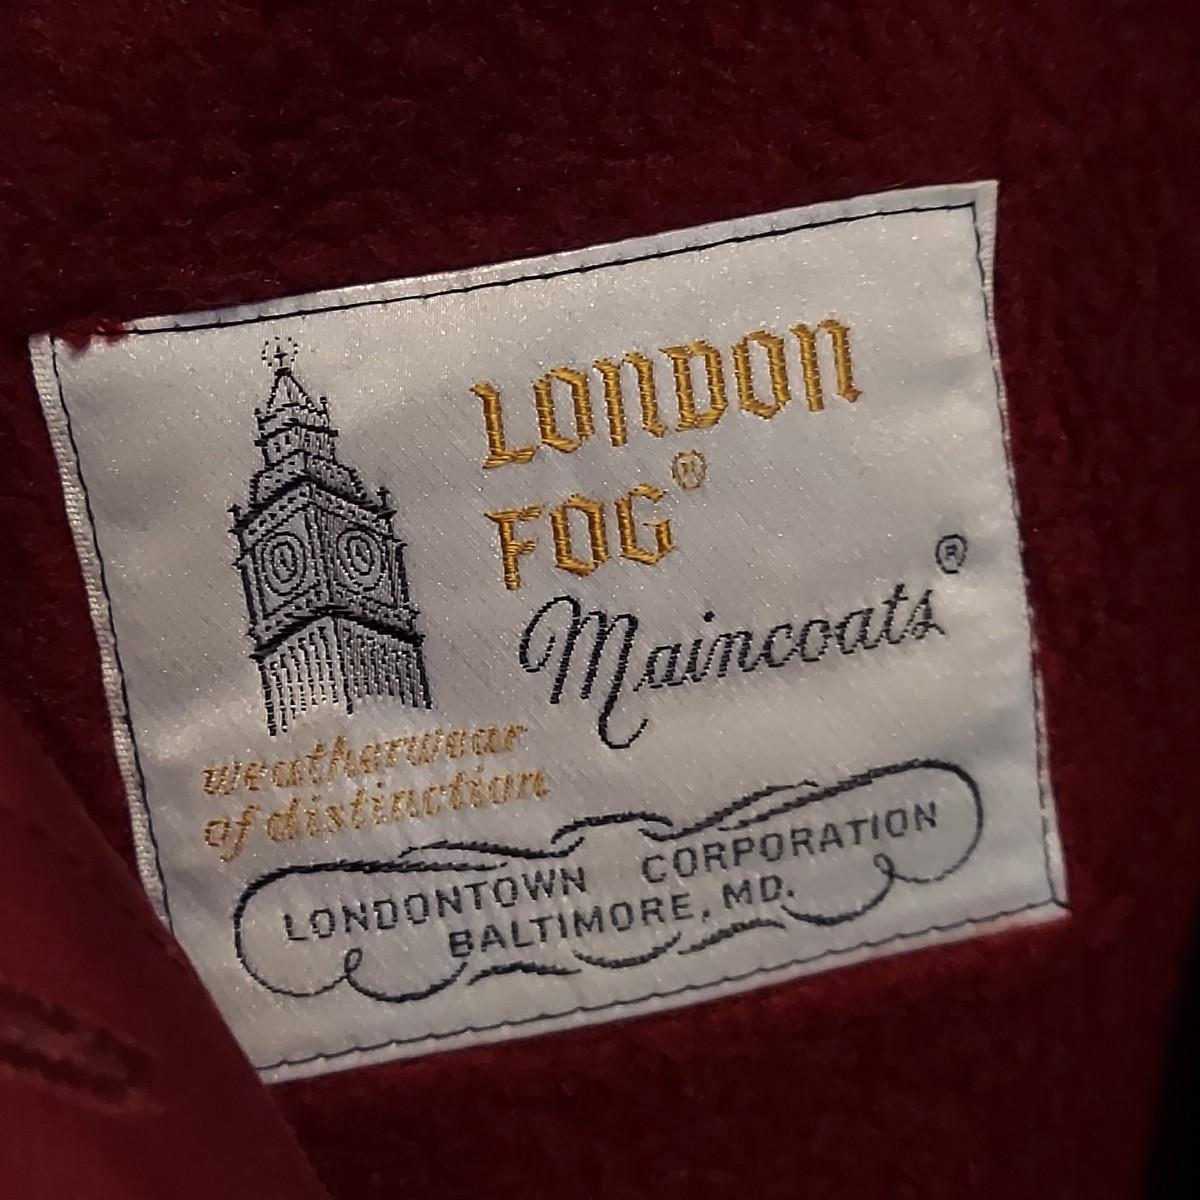 LONDON
FOG®
Maincoats®
weatherwear
of distinction
LONDONTOWN CORPORATION
BALTIMORE, MD.